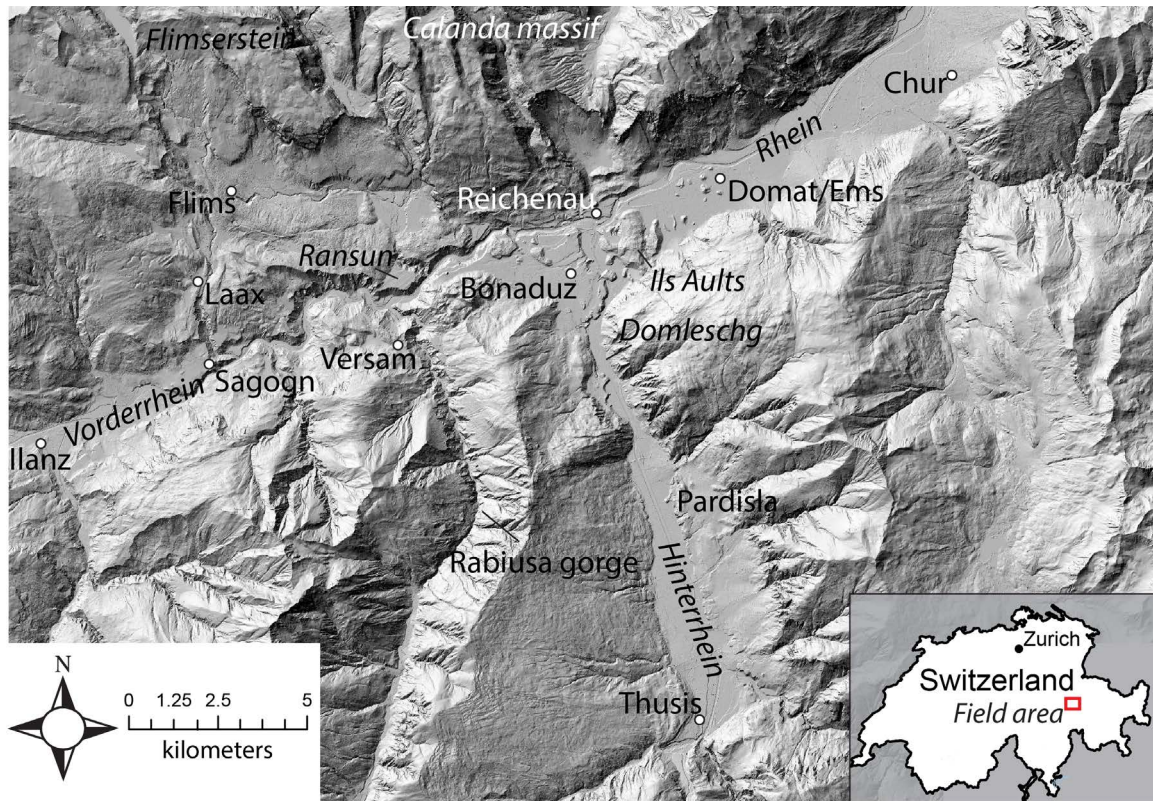 Flimserstein
Calanda massif
Chur
Rhein
Flims
Reichenau
Domat/Ems
Ransun
Laax
Bonaduz
Ils Aults
Domleschg
Versam
Sagogn
Vorderrhein
Ilanz
Pardisla
Rabiusa gorge
Hinterrhein
Thusis
N
0 1.25 2.5 5
kilometers
Zurich
Switzerland
Field area